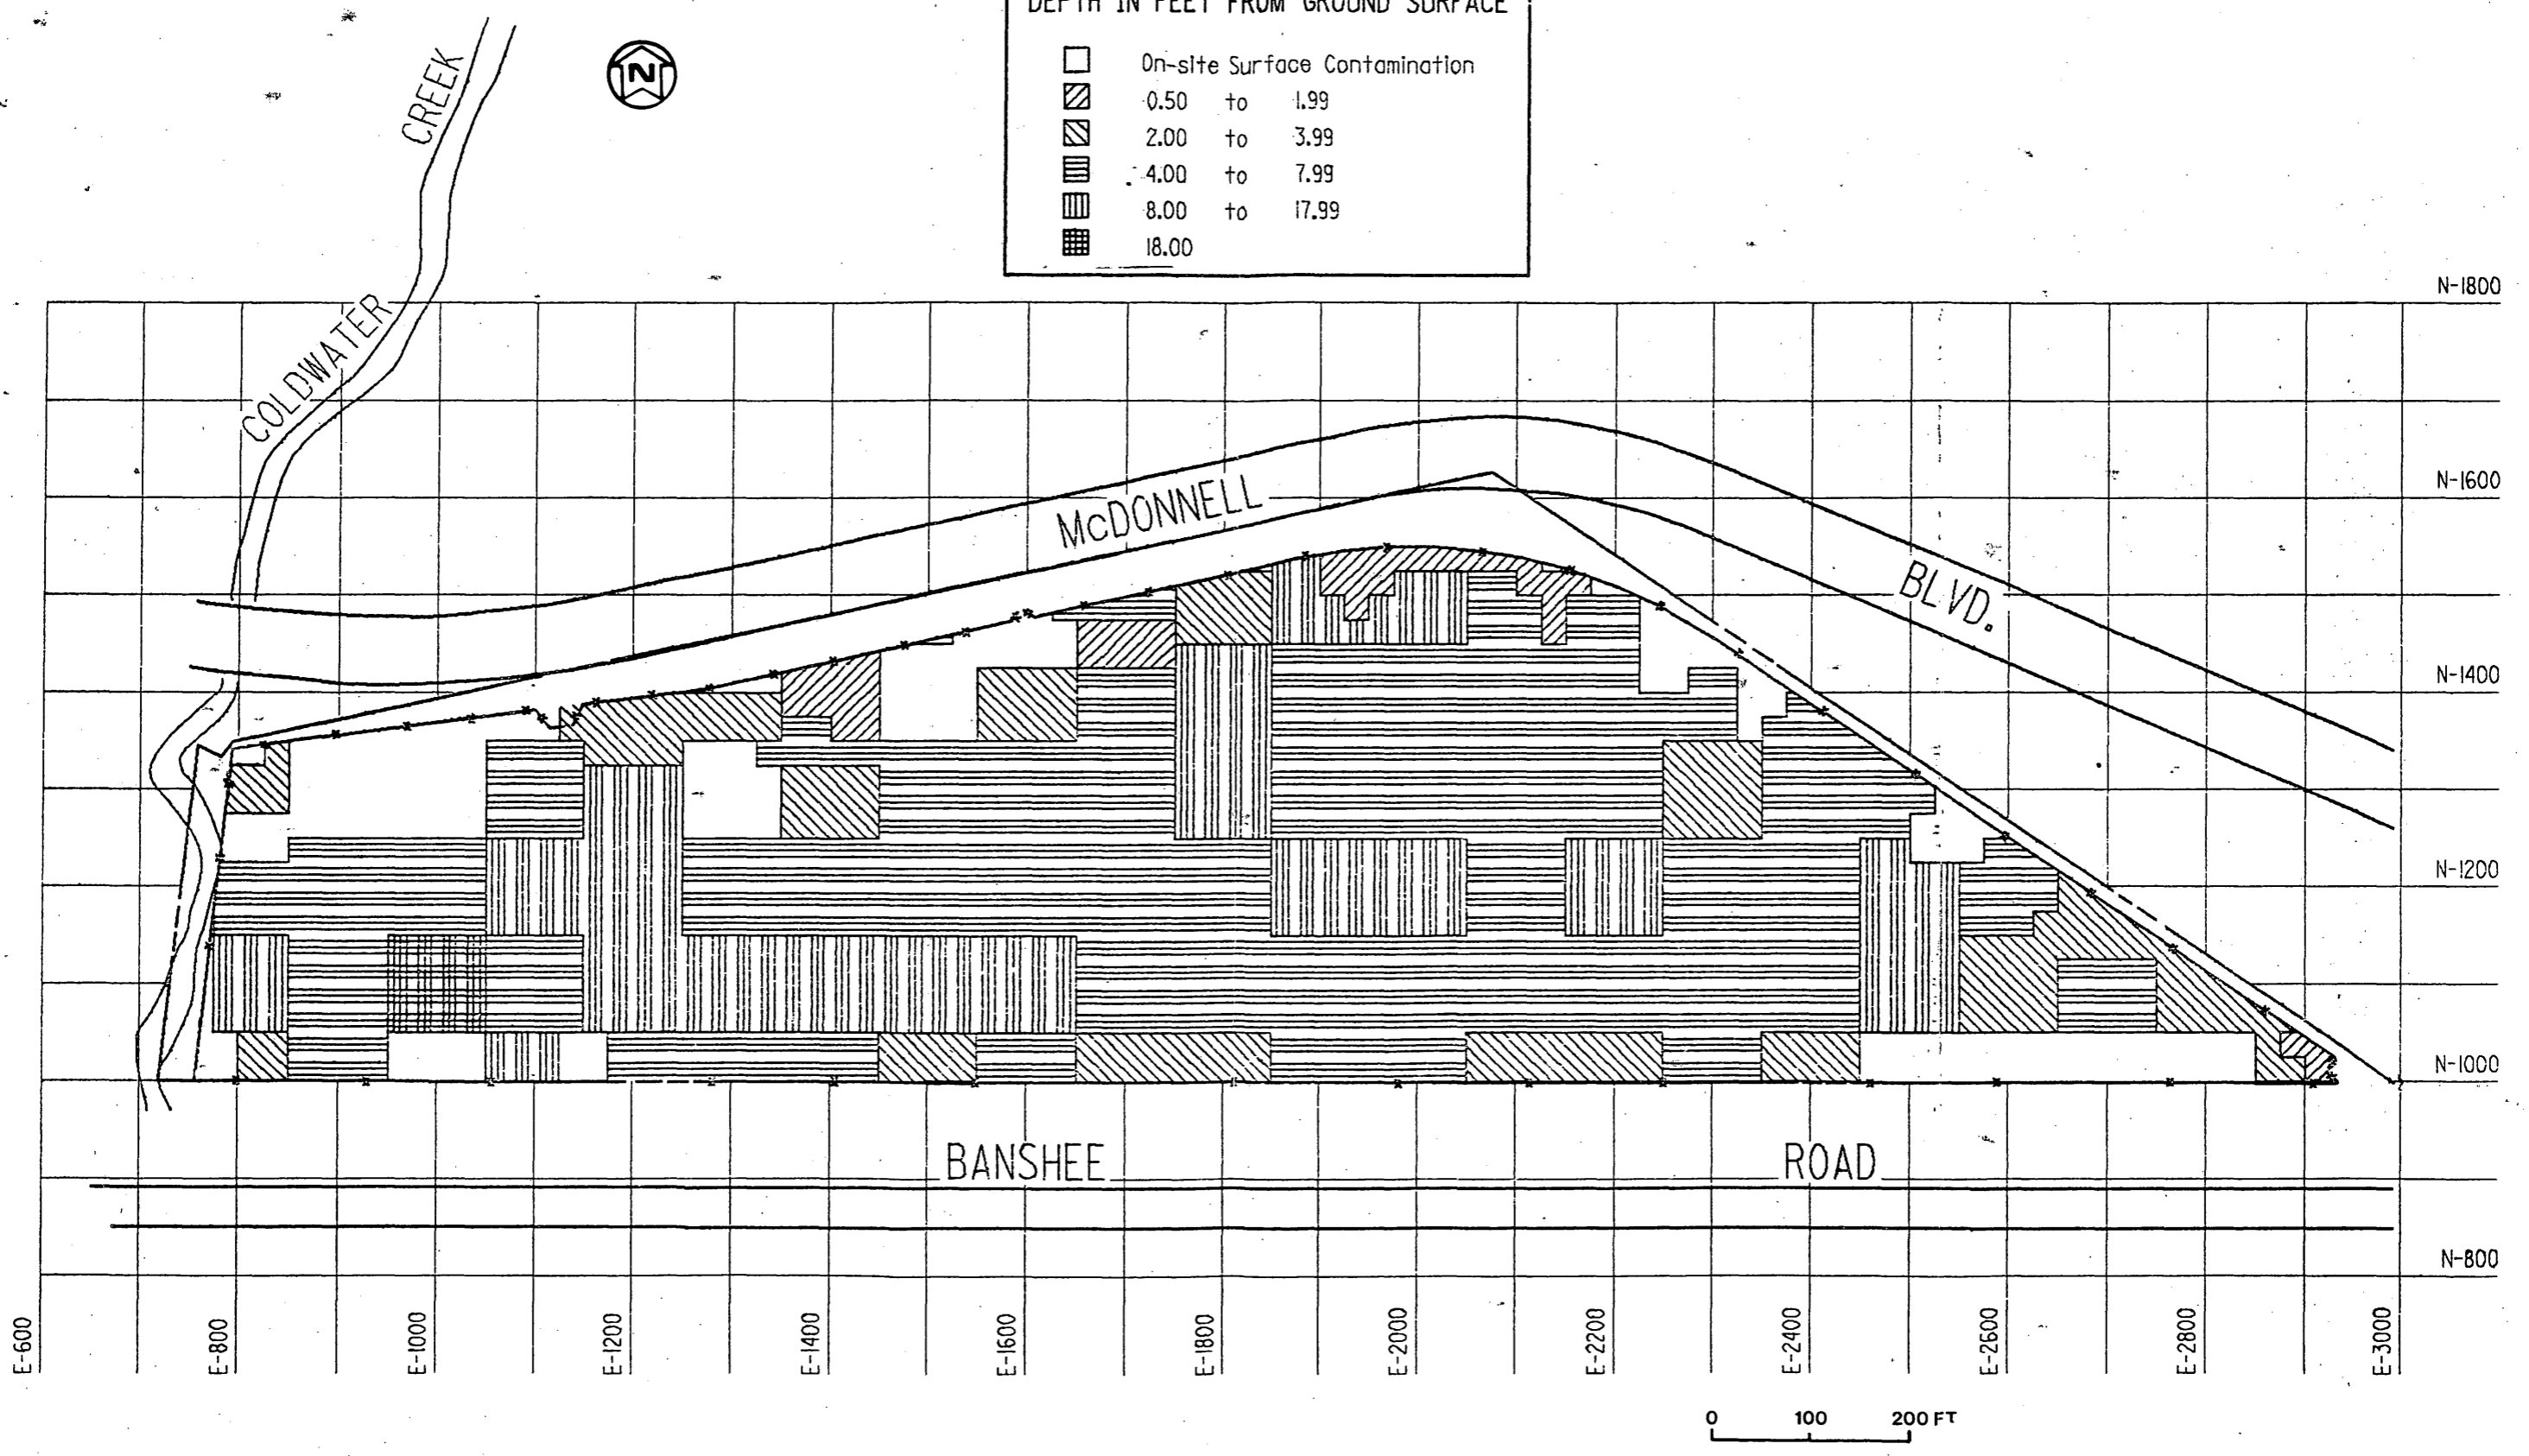 DEPTH IN FEET FROM GROUND SURFACE
On-site Surface Contamination
0.50 to 1.99
2.00 to 3.99
4.00 to 7.99
8.00 to 17.99
18.00
N
CREEK
COLDWATER
McDONNELL
BLVD.
N-1800
N-1600
N-1400
N-1200
N-1000
N-800
BANSHEE ROAD
E-600
E-800
E-1000
E-1200
E-1400
E-1600
E-1800
E-2000
E-2200
E-2400
E-2600
E-2800
E-3000
0 100 200 FT